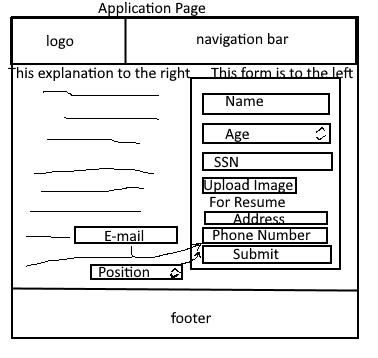 Application Page
logo
navigation bar
This explanation to the right
This form is to the left
Name
Age
SSN
Upload Image
For Resume
Address
E-mail
Phone Number
Submit
Position
footer